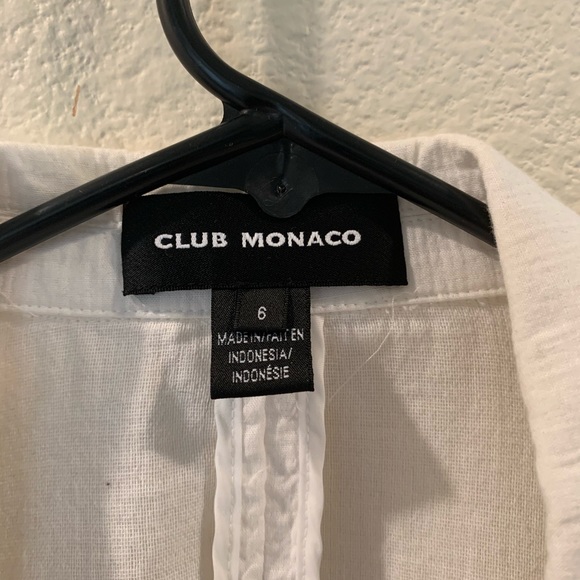 CLUB MONACO
6
MADE IN/FAIT EN
INDONESIA/
INDONÉSIE